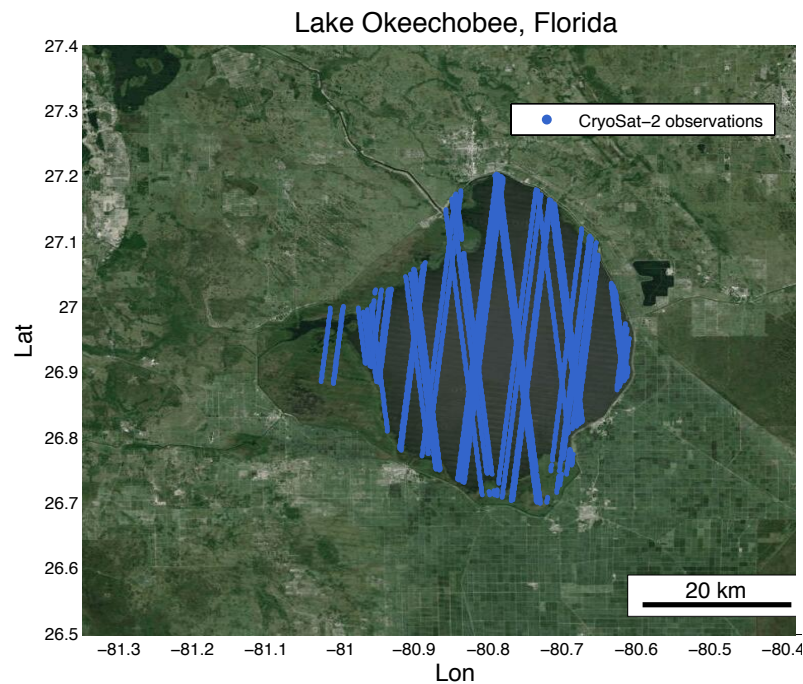 Lake Okeechobee, Florida
27.4
27.3
27.2
27.1
27
26.9
26.8
26.7
26.6
26.5
Lat
CryoSat−2 observations
20 km
−81.3 −81.2 −81.1 −81 −80.9 −80.8 −80.7 −80.6 −80.5 −80.4
Lon